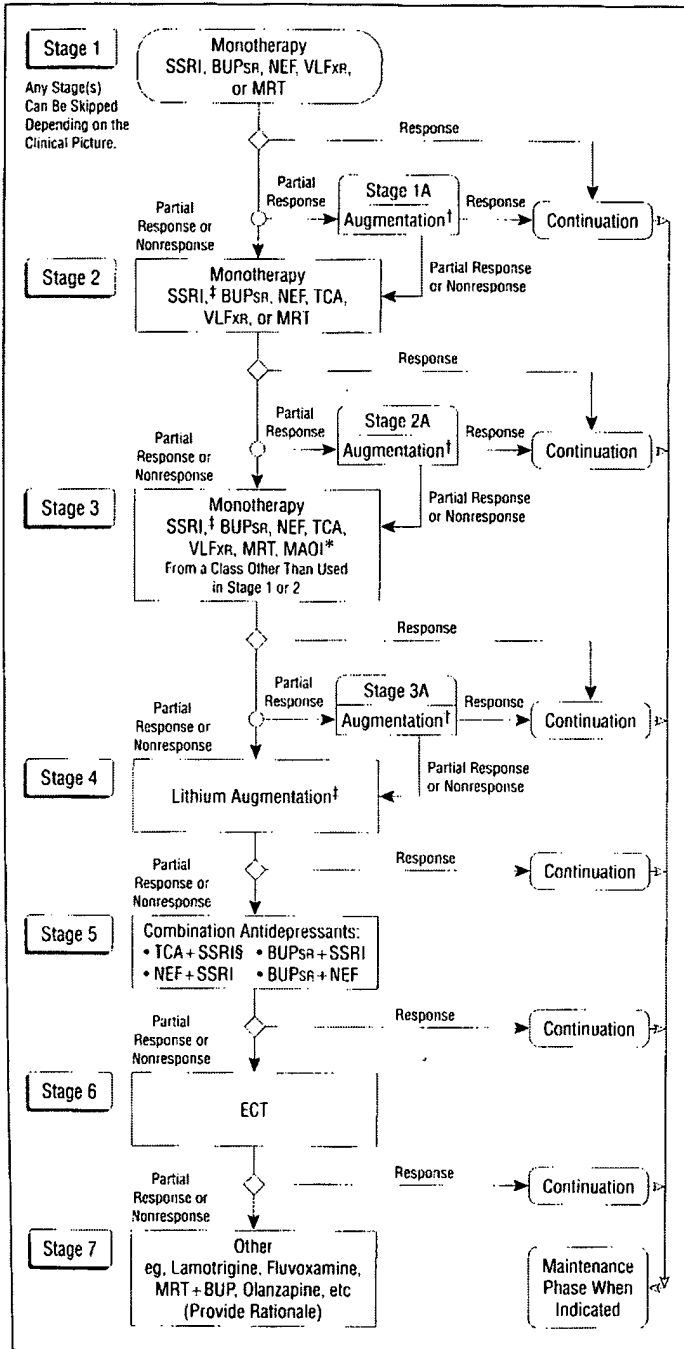 Stage 1
Any Stage(s)
Can Be Skipped
Depending on the
Clinical Picture.
Monotherapy
SSRI, BUPSR, NEF, VLFXR,
or MRT
Response
Partial
Response
Stage 1A
Augmentation†
Response
Continuation
Partial
Response or
Nonresponse
Partial Response
or Nonresponse
Stage 2
Monotherapy
SSRI,‡ BUPSR, NEF, TCA,
VLFXR, or MRT
Response
Partial
Response
Stage 2A
Augmentation†
Response
Continuation
Partial
Response or
Nonresponse
Partial Response
or Nonresponse
Stage 3
Monotherapy
SSRI,‡ BUPSR, NEF, TCA,
VLFXR, MRT, MAOI*
From a Class Other Than Used
in Stage 1 or 2
Response
Partial
Response
Stage 3A
Augmentation†
Response
Continuation
Partial
Response or
Nonresponse
Partial Response
or Nonresponse
Stage 4
Lithium Augmentation‡
Partial
Response or
Nonresponse
Response
Continuation
Stage 5
Combination Antidepressants:
• TCA + SSRI§ • BUPSR + SSRI
• NEF + SSRI • BUPSR + NEF
Partial
Response or
Nonresponse
Response
Continuation
Stage 6
ECT
Partial
Response or
Nonresponse
Response
Continuation
Stage 7
Other
eg, Lamotrigine, Fluvoxamine,
MRT + BUP, Olanzapine, etc
(Provide Rationale)
Maintenance
Phase When
Indicated